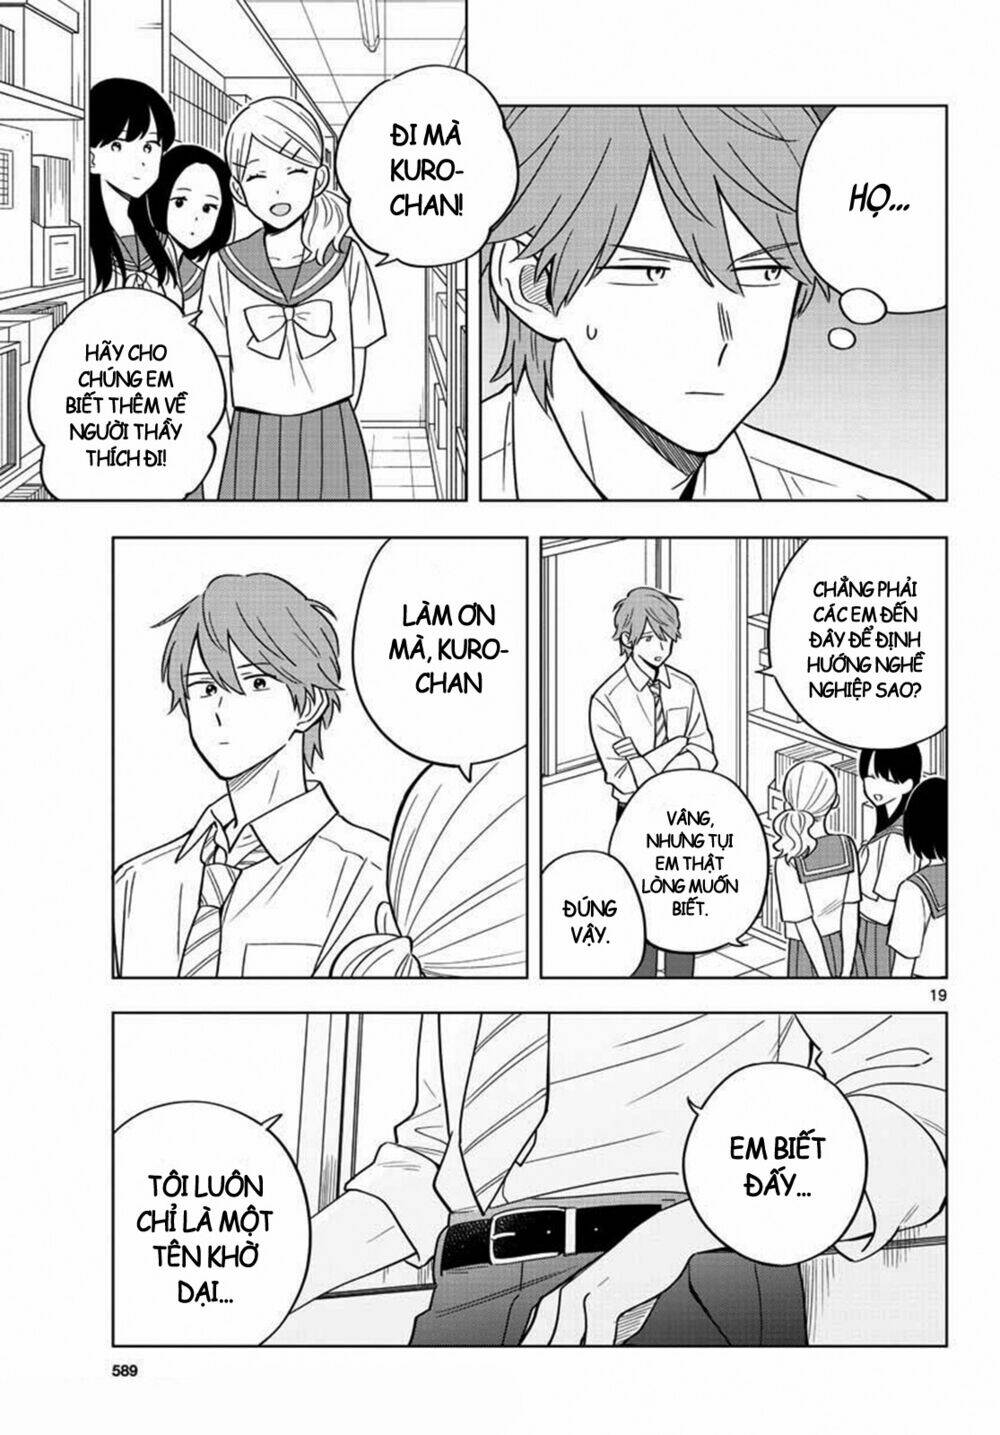 HỌ...
ĐI MÀ
KURO-
CHAN!
HÃY CHO
CHÚNG EM
BIẾT THÊM VỀ
NGƯỜI THẦY
THÍCH ĐI!
CHẲNG PHẢI
CÁC EM ĐẾN
ĐÂY ĐỂ ĐỊNH
HƯỚNG NGHỀ
NGHIỆP SAO?
VÂNG,
NHƯNG TỤI
EM THẬT
LÒNG MUỐN
BIẾT.
ĐÚNG
VẬY.
LÀM ƠN
MÀ, KURO-
CHAN
19
EM BIẾT
ĐẤY...
TÔI LUÔN
CHỈ LÀ MỘT
TÊN KHỜ
DẠI...
589